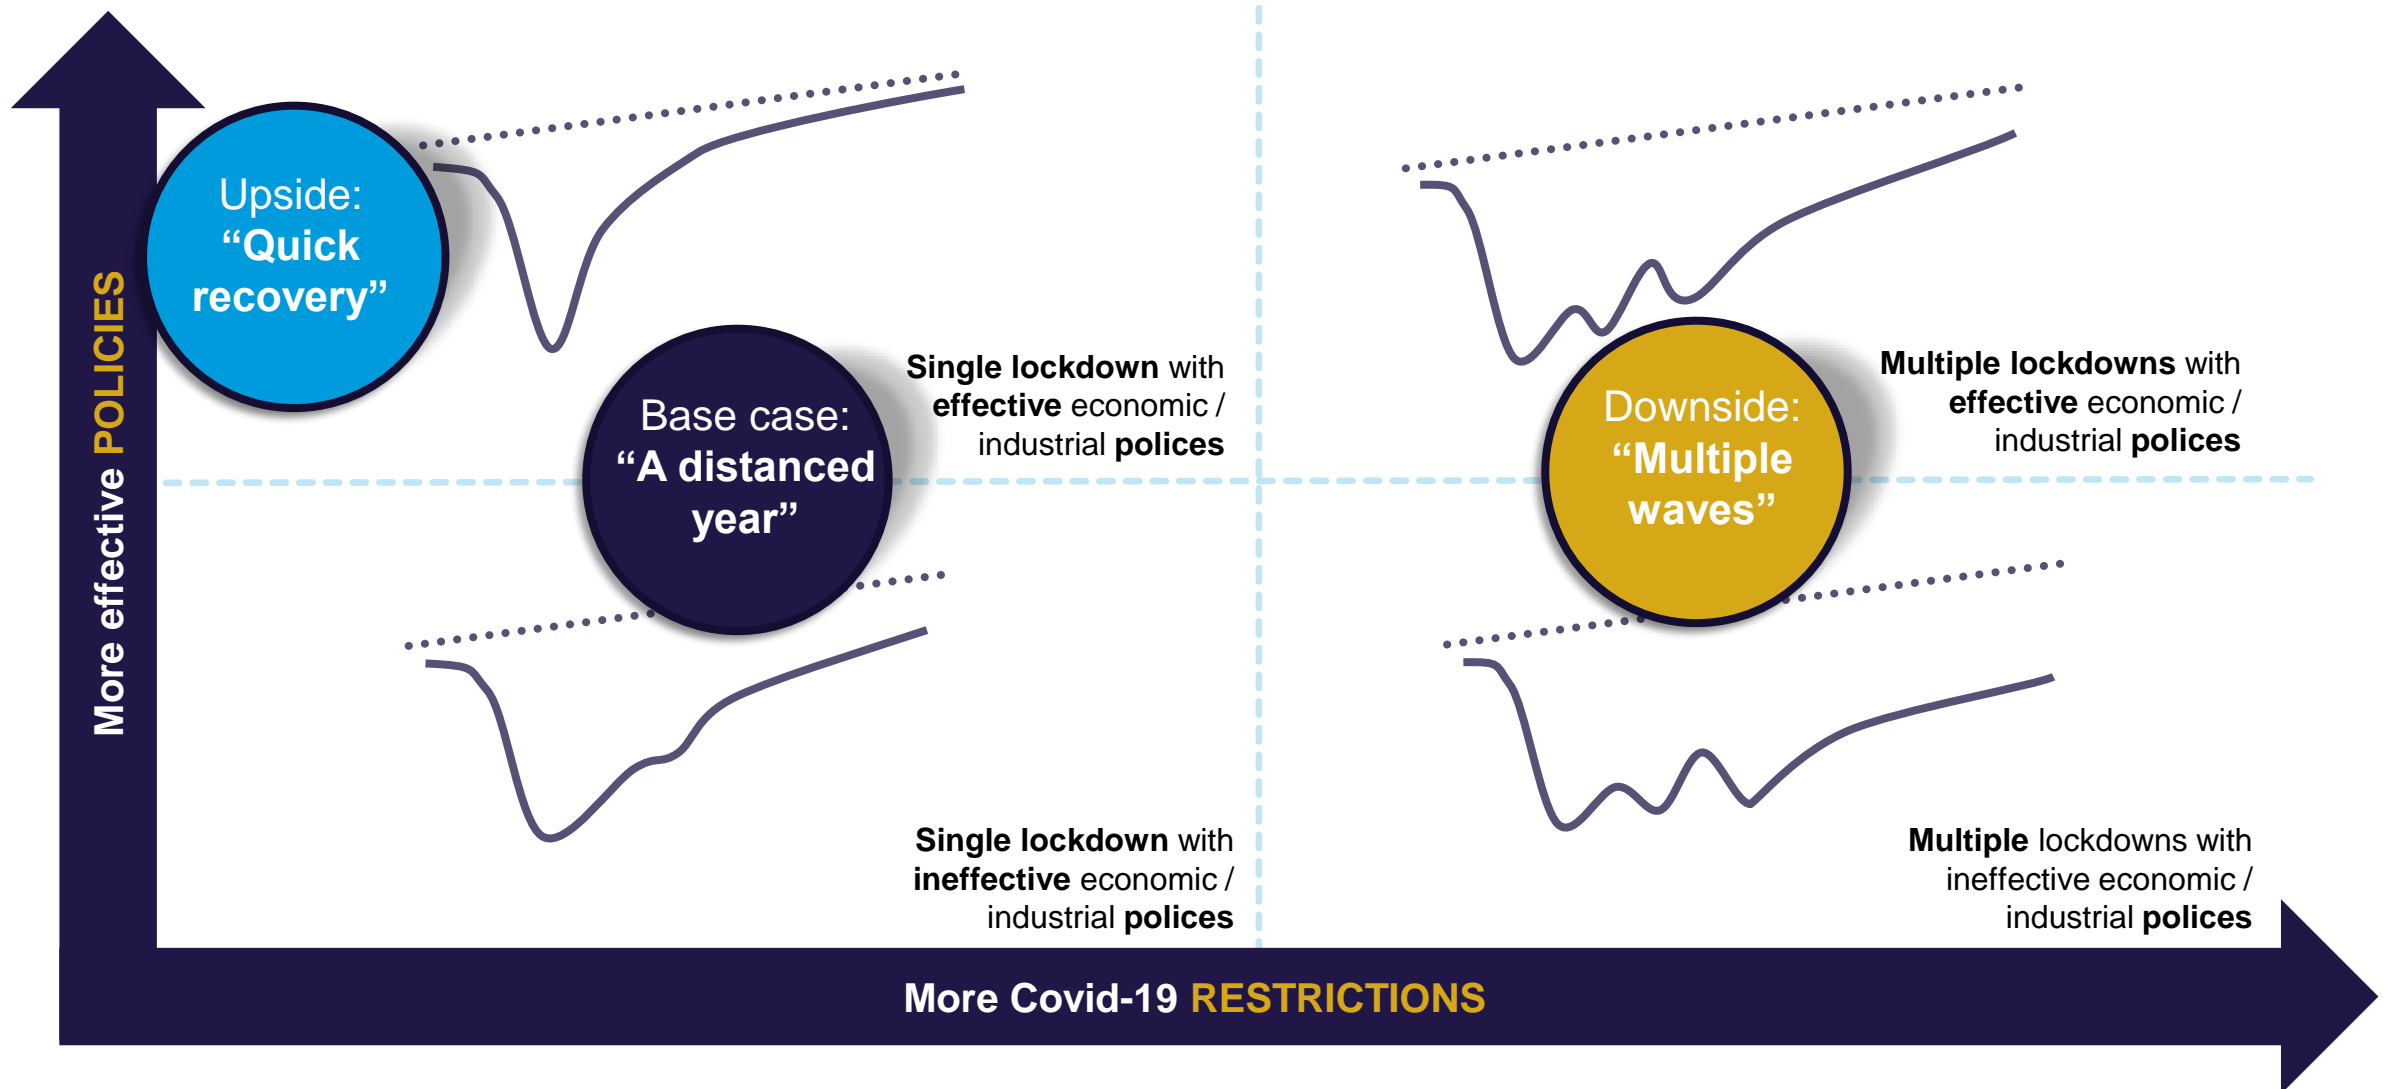 More effective POLICIES
Upside:
“Quick
recovery”
Single lockdown with
effective economic /
industrial polices
Base case:
“A distanced
year”
Multiple lockdowns with
effective economic /
industrial polices
Downside:
“Multiple
waves”
Single lockdown with
ineffective economic /
industrial polices
Multiple lockdowns with
ineffective economic /
industrial polices
More Covid-19 RESTRICTIONS